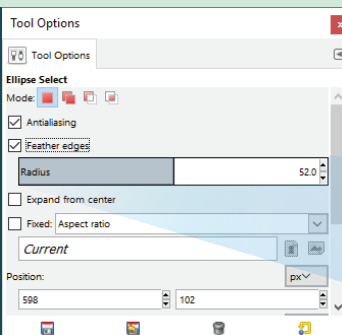 Tool Options
Tool Options
Ellipse Select
Mode:
Antialiasing
Feather edges
Radius 52.0
Expand from center
Fixed: Aspect ratio
Current
Position: px
598 102